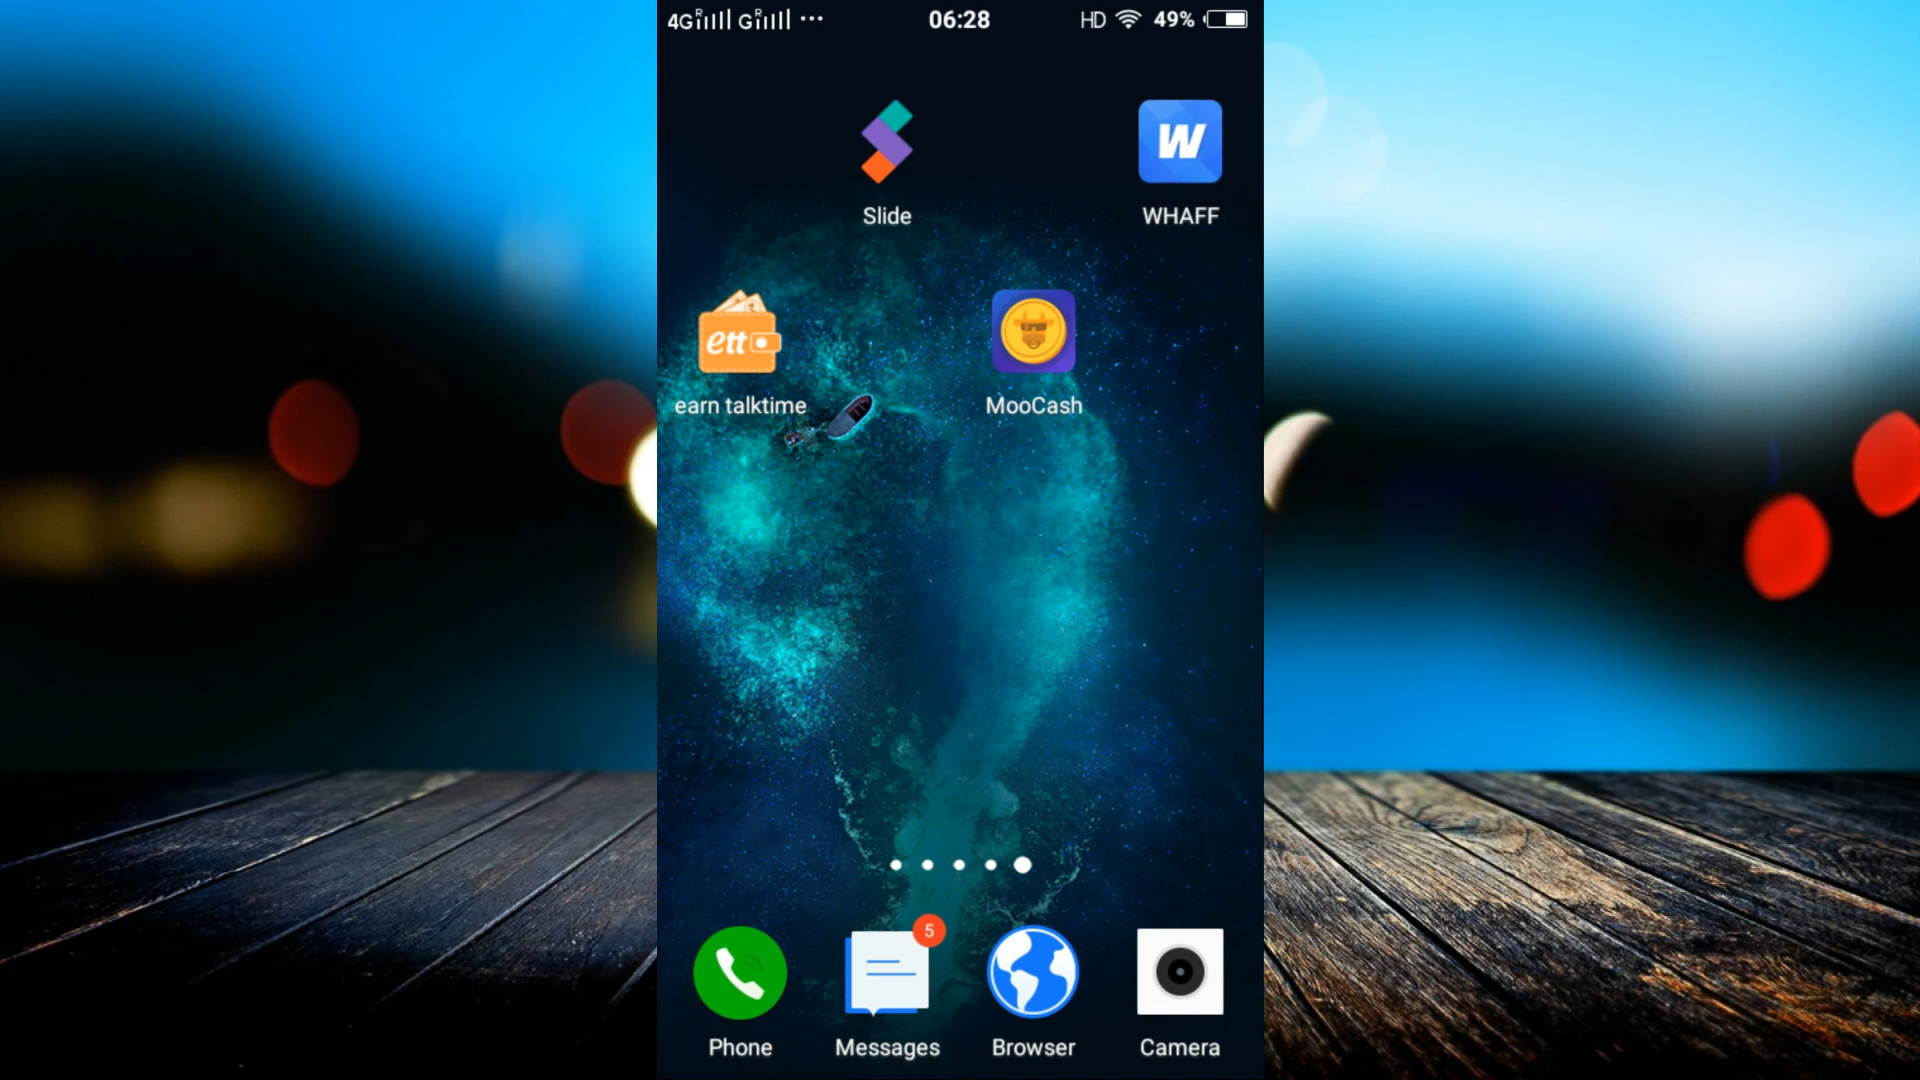 4G R G R ... 06:28 HD 49%
W
Slide WHAFF
ett
earn talktime MooCash
5
Phone Messages Browser Camera